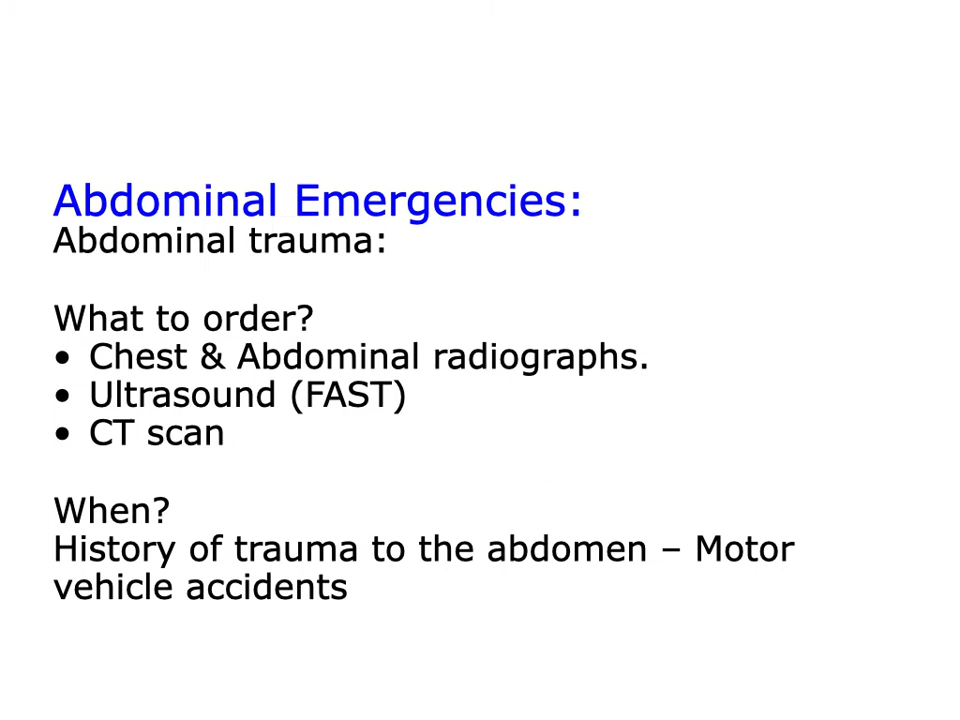 Abdominal Emergencies:
Abdominal trauma:
What to order?
• Chest & Abdominal radiographs.
• Ultrasound (FAST)
• CT scan
When?
History of trauma to the abdomen – Motor
vehicle accidents